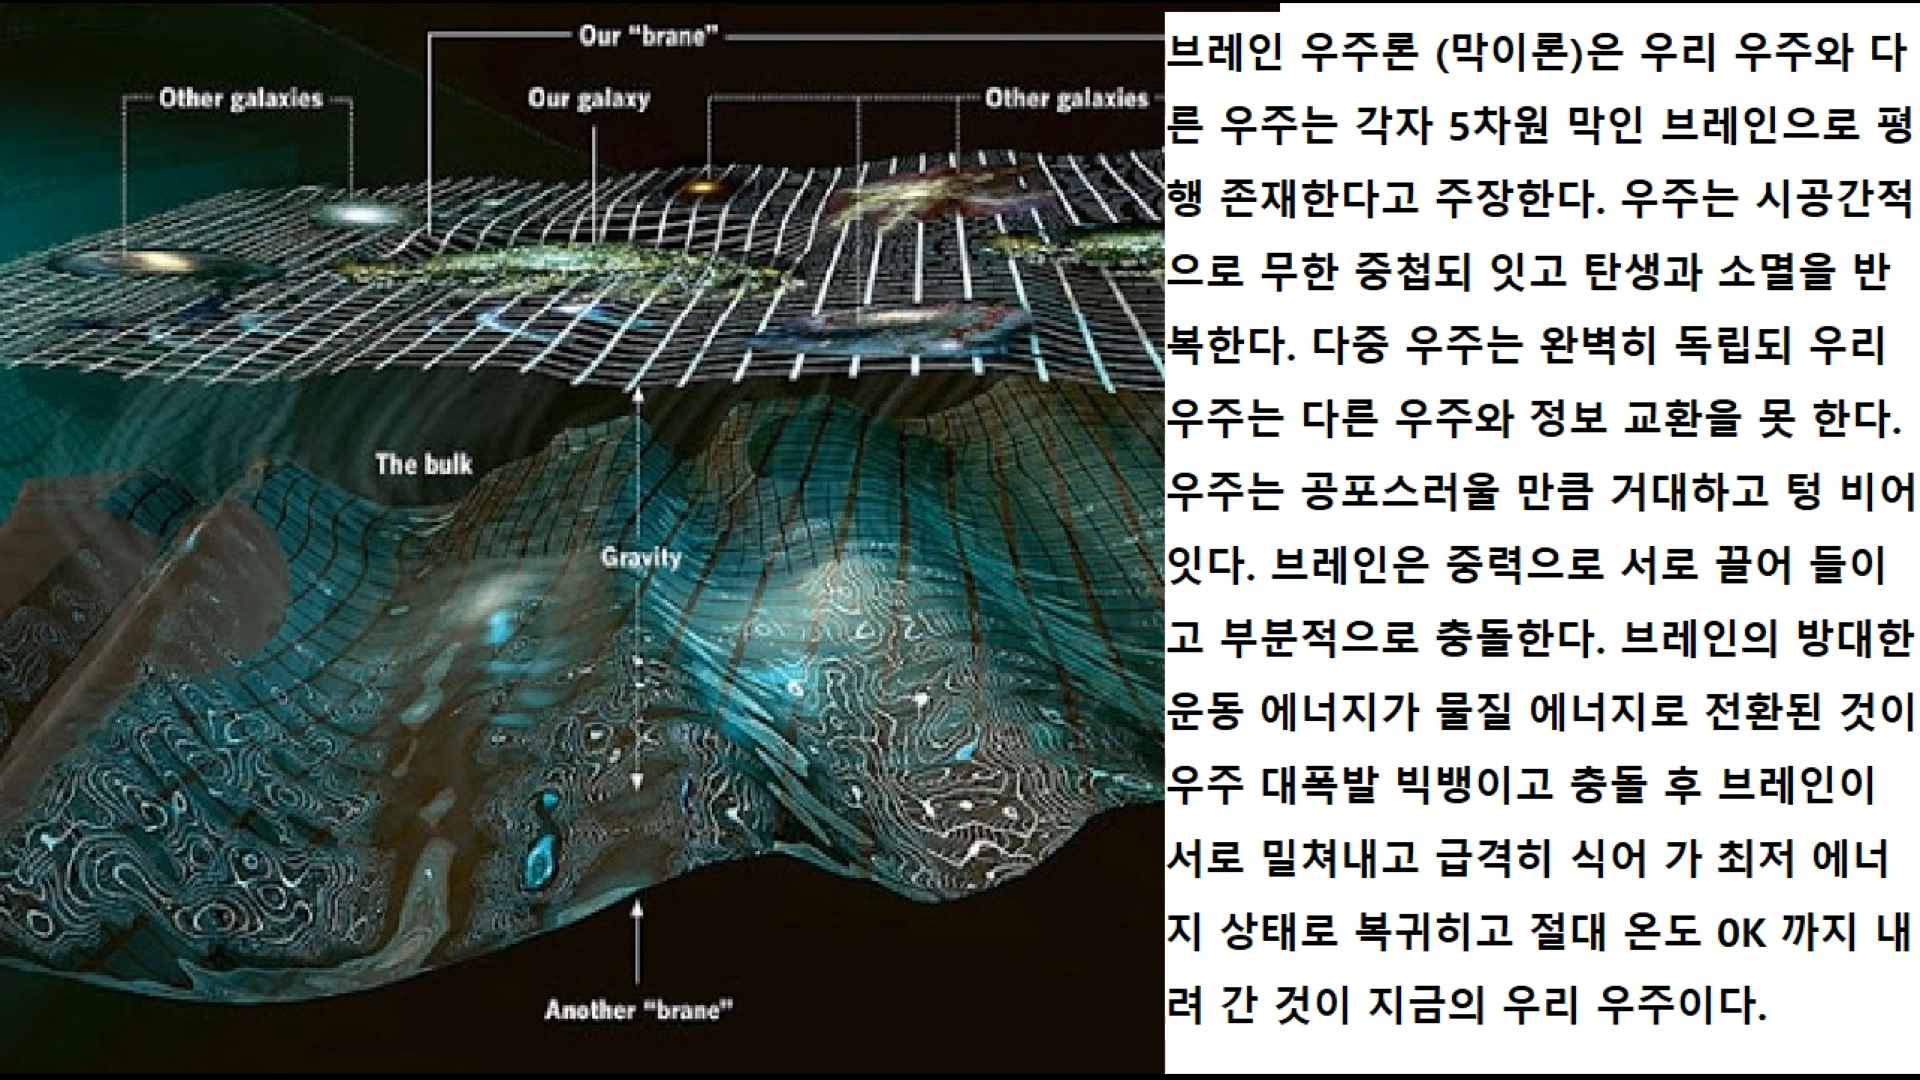 Our “brane”
Other galaxies
Our galaxy
Other galaxies
The bulk
Gravity
Another “brane”
브레인 우주론 (막이론)은 우리 우주와 다
른 우주는 각자 5차원 막인 브레인으로 평
행 존재한다고 주장한다. 우주는 시공간적
으로 무한 중첩되 잇고 탄생과 소멸을 반
복한다. 다중 우주는 완벽히 독립되 우리
우주는 다른 우주와 정보 교환을 못 한다.
우주는 공포스러울 만큼 거대하고 텅 비어
잇다. 브레인은 중력으로 서로 끌어 들이
고 부분적으로 충돌한다. 브레인의 방대한
운동 에너지가 물질 에너지로 전환된 것이
우주 대폭발 빅뱅이고 충돌 후 브레인이
서로 밀쳐내고 급격히 식어 가 최저 에너
지 상태로 복귀히고 절대 온도 0K 까지 내
려 간 것이 지금의 우리 우주이다.